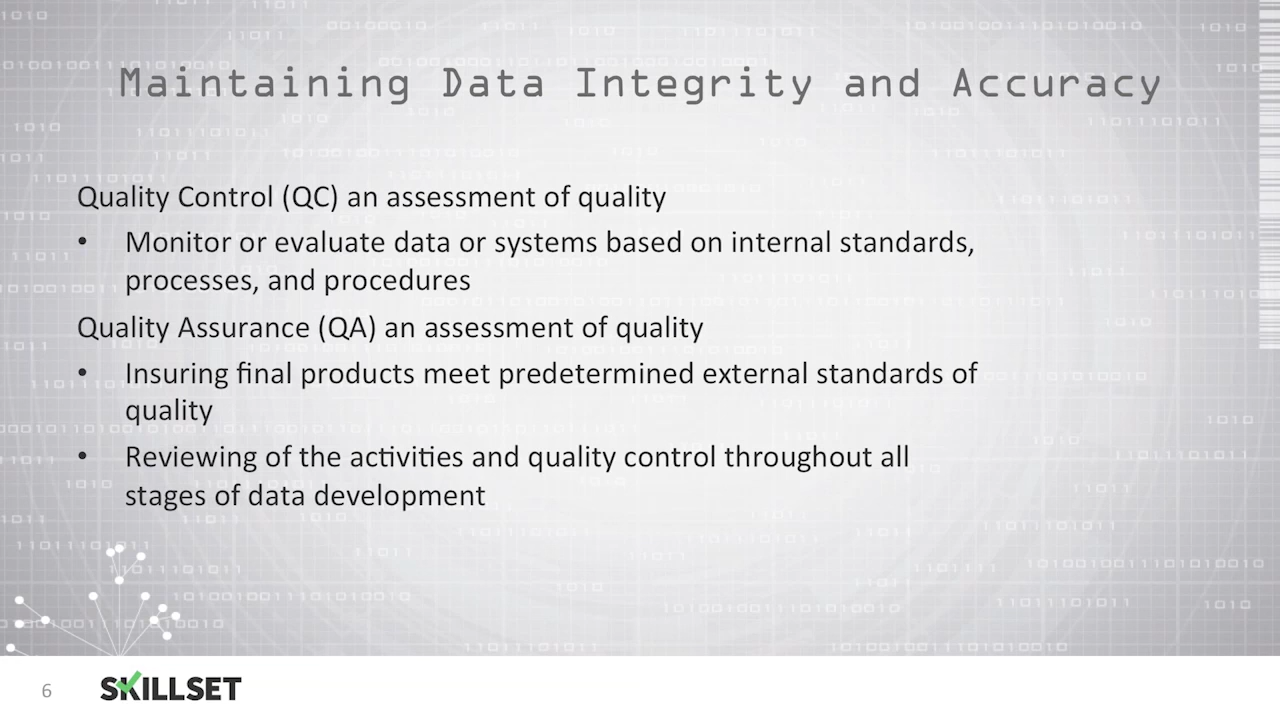 Maintaining Data Integrity and Accuracy
Quality Control (QC) an assessment of quality
• Monitor or evaluate data or systems based on internal standards,
processes, and procedures
Quality Assurance (QA) an assessment of quality
• Insuring final products meet predetermined external standards of
quality
• Reviewing of the activities and quality control throughout all
stages of data development
6
SKILLSET